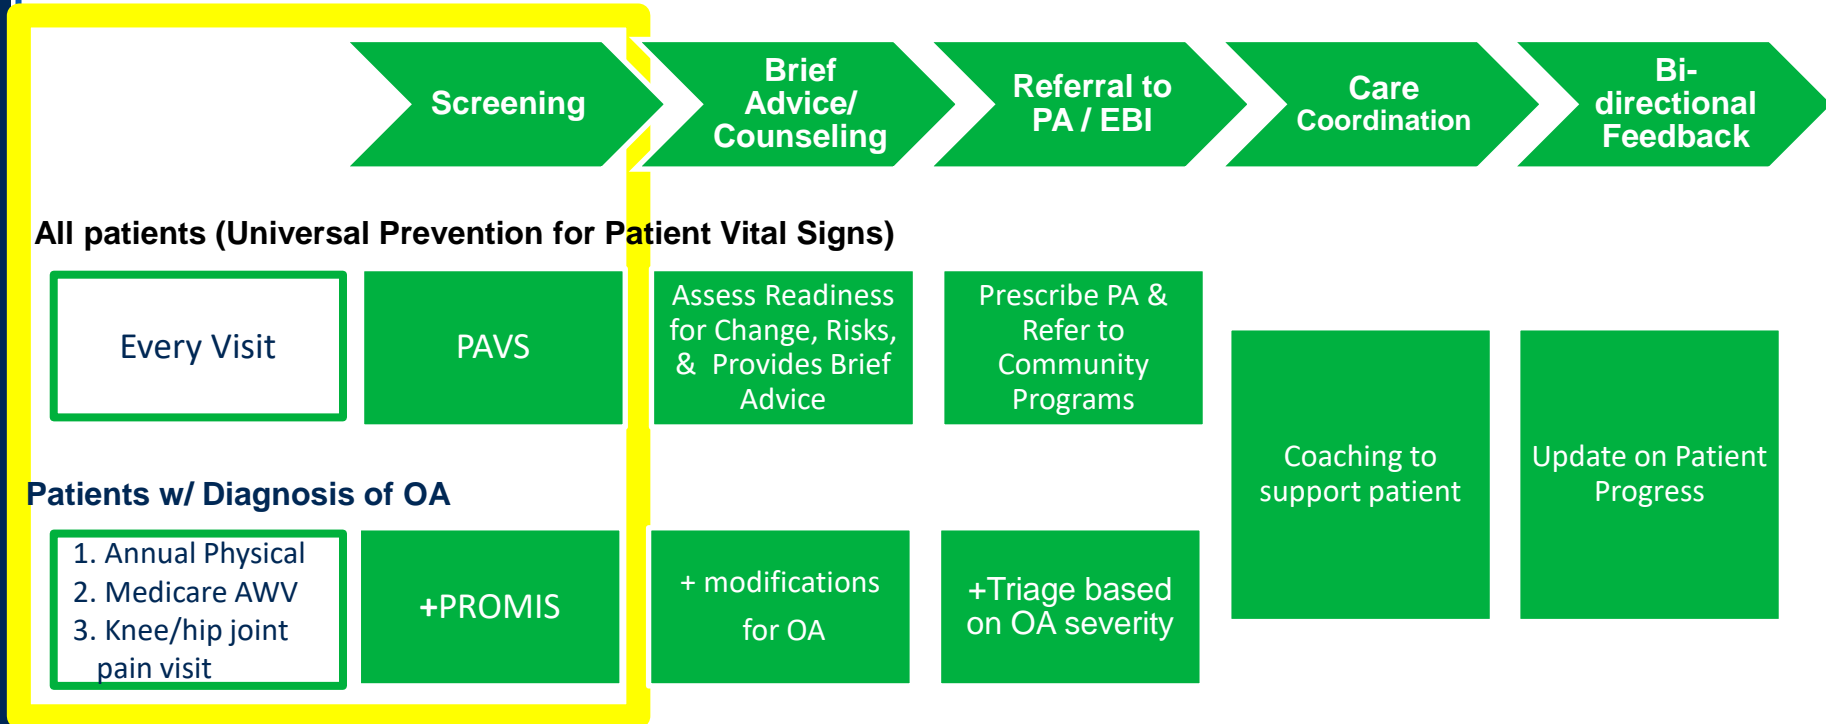 Screening
Brief
Advice/
Counseling
Referral to
PA / EBI
Care
Coordination
Bi-
directional
Feedback
All patients (Universal Prevention for Patient Vital Signs)
Every Visit
PAVS
Assess Readiness
for Change, Risks,
& Provides Brief
Advice
Prescribe PA &
Refer to
Community
Programs
Coaching to
support patient
Update on Patient
Progress
Patients w/ Diagnosis of OA
1. Annual Physical
2. Medicare AWV
3. Knee/hip joint
pain visit
+PROMIS
+ modifications
for OA
+Triage based
on OA severity